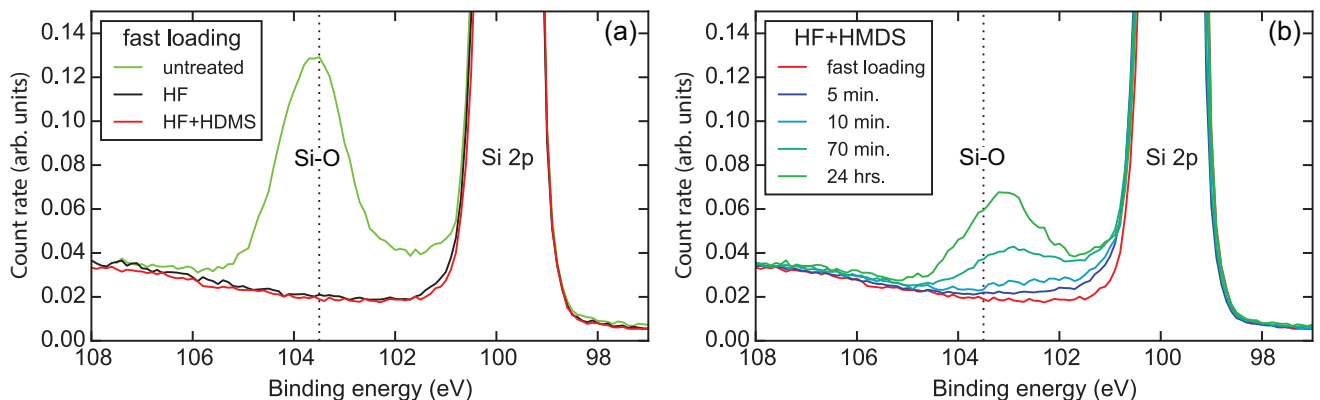 0.14
0.12
0.10
0.08
0.06
0.04
0.02
0.00
Count rate (arb. units)
fast loading
untreated
HF
HF+HDMS
(a)
Si-O
Si 2p
108
106
104
102
100
98
Binding energy (eV)
0.14
0.12
0.10
0.08
0.06
0.04
0.02
0.00
Count rate (arb. units)
HF+HMDS
fast loading
5 min.
10 min.
70 min.
24 hrs.
(b)
Si-O
Si 2p
108
106
104
102
100
98
Binding energy (eV)